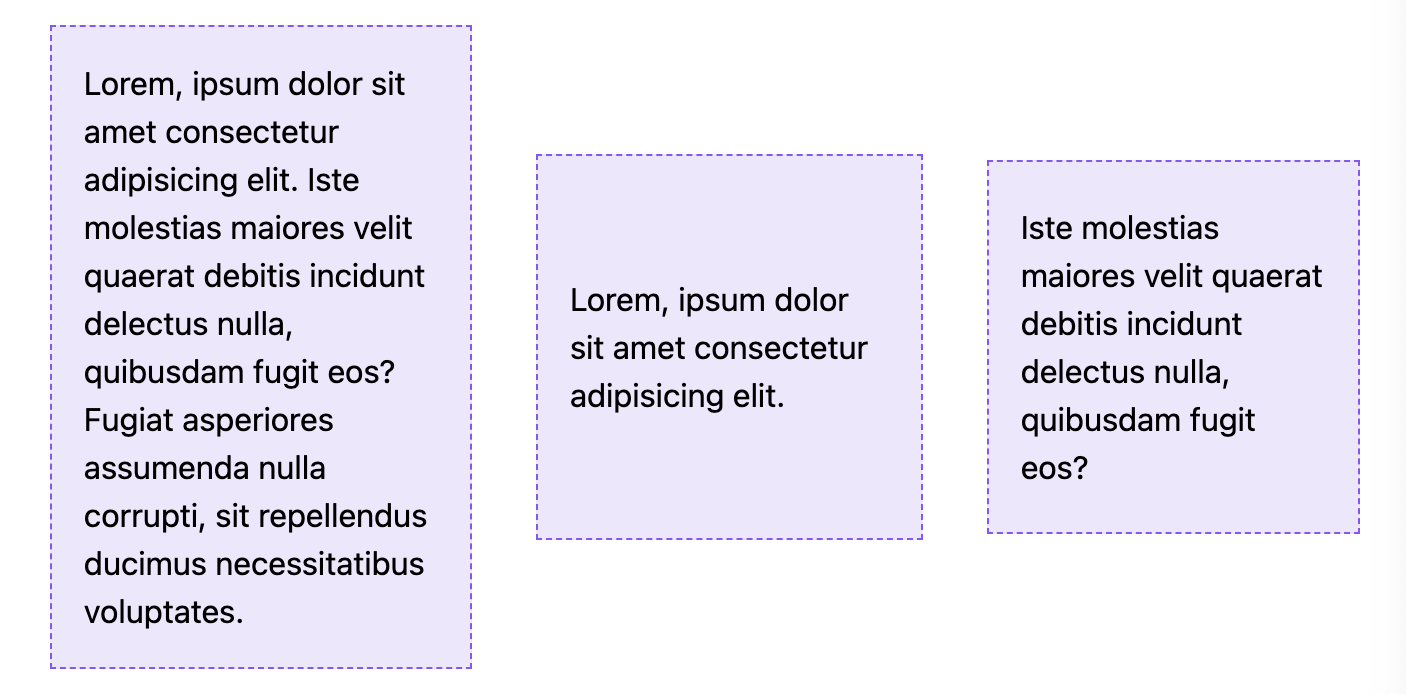 Lorem, ipsum dolor sit
amet consectetur
adipisicing elit. Iste
molestias maiores velit
quaerat debitis incidunt
delectus nulla,
quibusdam fugit eos?
Fugiat asperiores
assumenda nulla
corrupti, sit repellendus
ducimus necessitatibus
voluptates.
Lorem, ipsum dolor
sit amet consectetur
adipisicing elit.
Iste molestias
maiores velit quaerat
debitis incidunt
delectus nulla,
quibusdam fugit
eos?